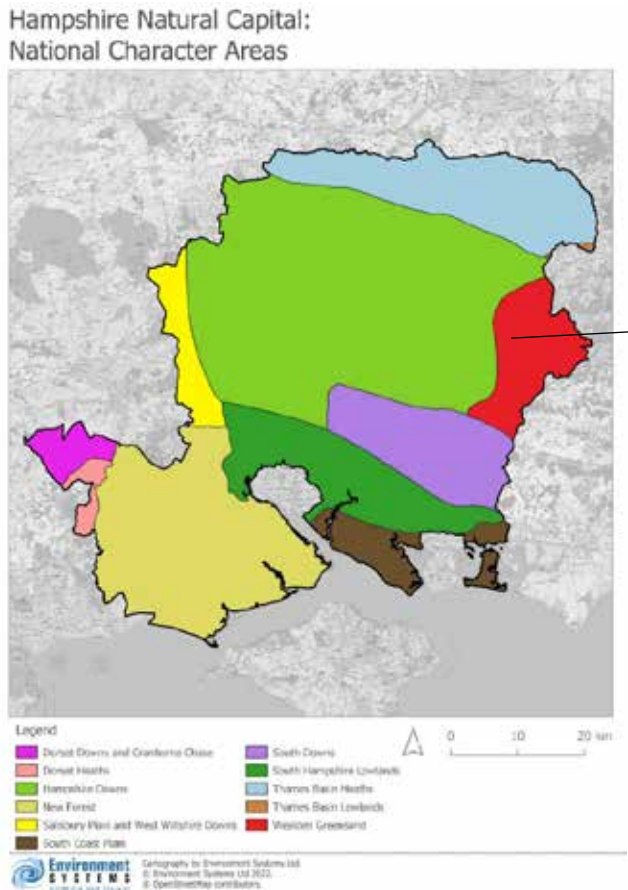 Hampshire Natural Capital:
National Character Areas
Legend
Dorset Downs and Cranborne Chase
Dorset Heaths
Hampshire Downs
New Forest
Salisbury Plain and West Wiltshire Downs
South Coast Plain
South Downs
South Hampshire Lowlands
Thames Basin Heaths
Thames Basin Lowlands
Wealden Greensand
0 10 20 km
Environment
SYSTEMS
Cartography by Environment Systems Ltd
© Environment Systems Ltd 2022.
© OpenStreetMap contributors.